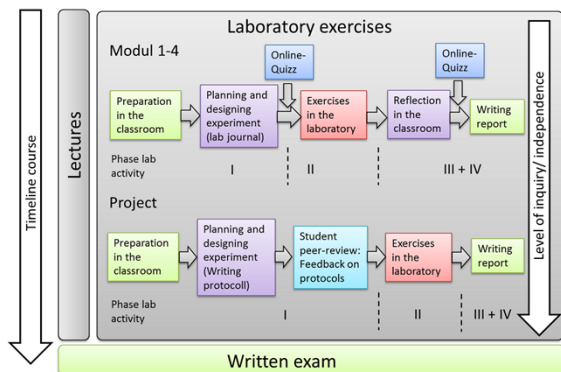 Laboratory exercises
Modul 1-4
Online-
Quizz
Online-
Quizz
Preparation
in the
classroom
Planning and
designing
experiment
(lab journal)
Exercises in the
laboratory
Reflection in
the classroom
Writing
report
Phase lab
activity
I
II
III + IV
Project
Preparation
in the
classroom
Planning and
designing
experiment
(Writing
protocoll)
Student
peer-review:
Feedback on
protocols
Exercises in the
laboratory
Writing
report
Phase lab
activity
I
II
III + IV
Timeline course
Lectures
Level of inquiry/ independence
Written exam